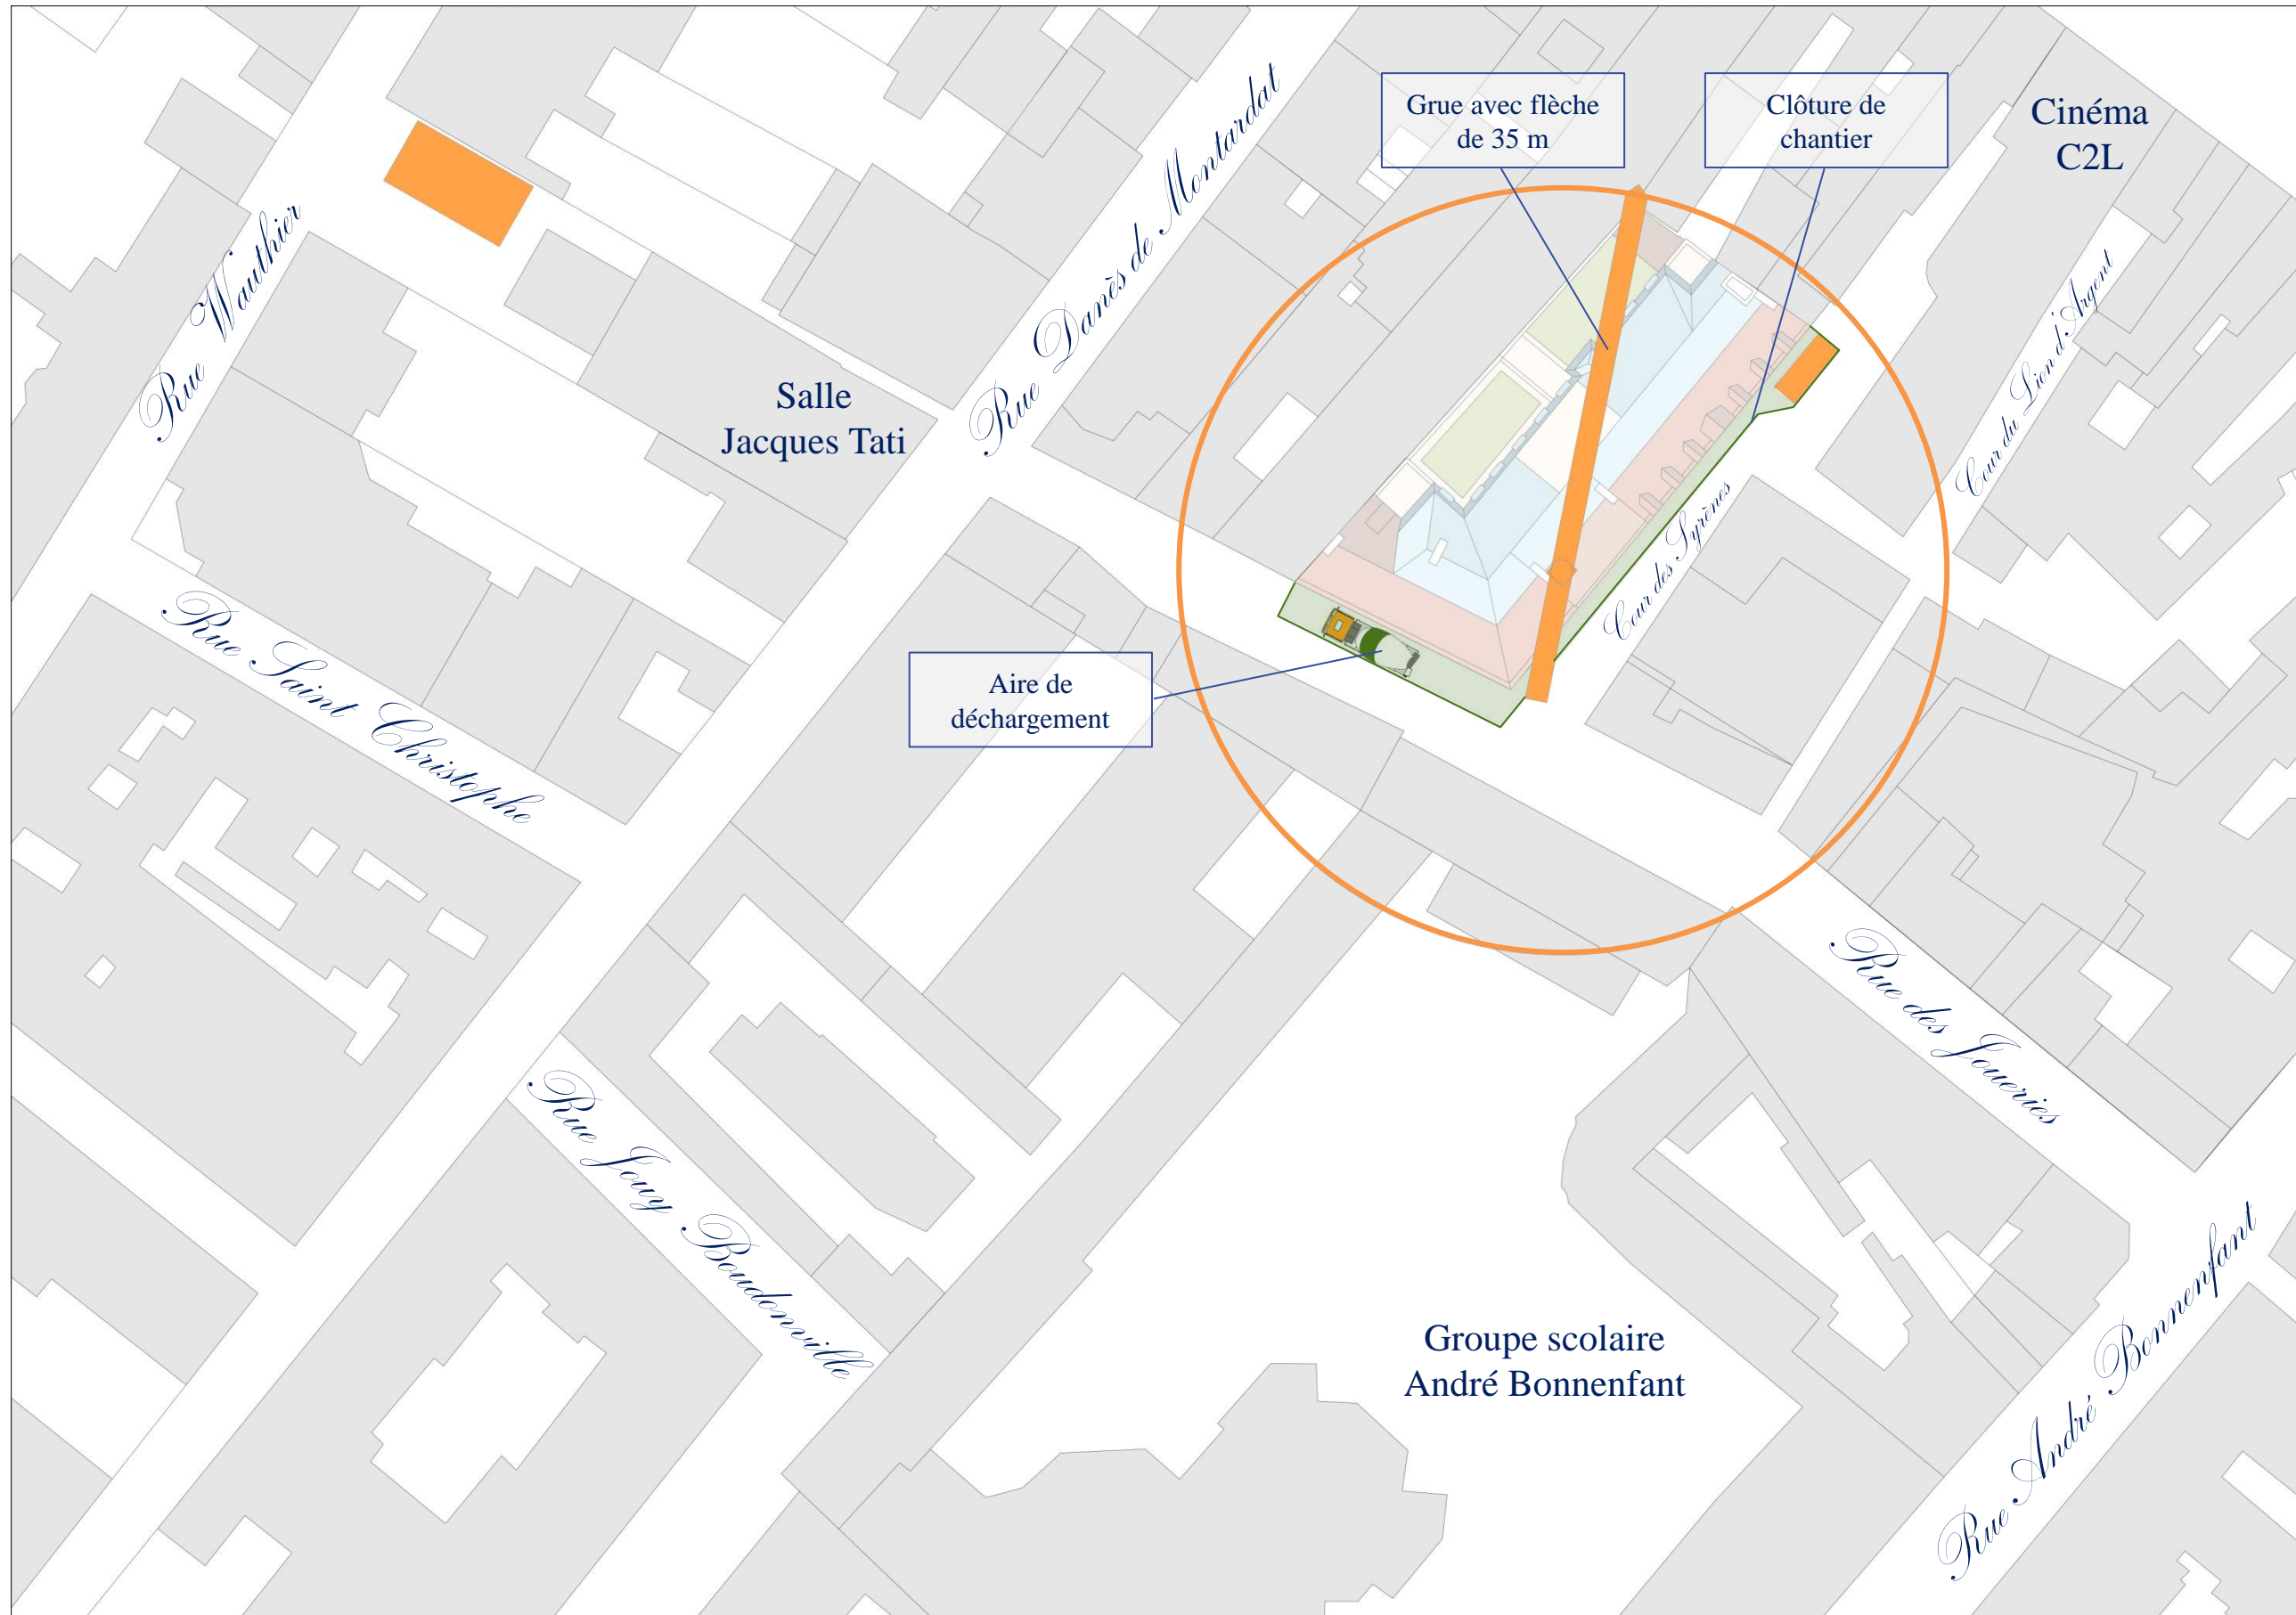 Grue avec flèche
de 35 m
Clôture de
chantier
Cinéma
C2L
Rue Wauthier
Rue Danès de Montardat
Salle
Jacques Tati
Cour du Lion d'Argent
Cour des Syrènes
Rue Saint Christophe
Aire de
déchargement
Rue des Joueries
Rue Jouy Boudonville
Groupe scolaire
André Bonnenfant
Rue André Bonnenfant